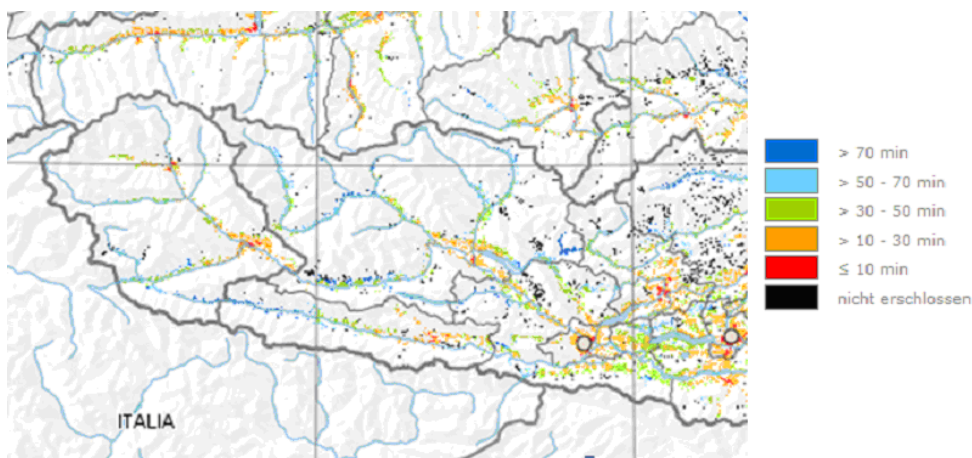 > 70 min
> 50 - 70 min
> 30 - 50 min
> 10 - 30 min
≤ 10 min
nicht erschlossen
ITALIA